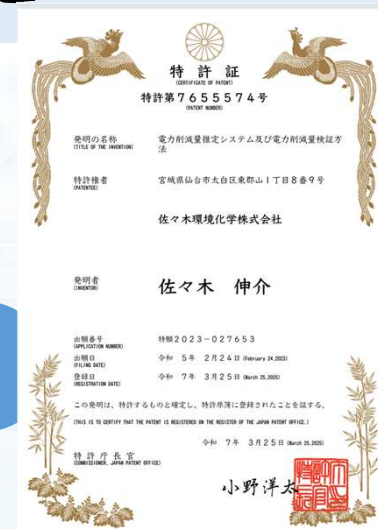 特許証
(CERTIFICATE OF PATENT)
特許第7655574号
(PATENT NUMBER)
発明の名称
(TITLE OF THE INVENTION)
電力削減量推定システム及び電力削減量検証方
法
特許権者
(PATENTEE)
宮城県仙台市太白区東郡山1丁目8番9号
佐々木環境化学株式会社
発明者
(INVENTOR)
佐々木 伸介
出願番号
(APPLICATION NUMBER)
特願2023-027653
出願日
(FILING DATE)
令和 5年 2月24日(February 24,2023)
登録日
(REGISTRATION DATE)
令和 7年 3月25日(March 25,2025)
この発明は、特許するものと確定し、特許原簿に登録されたことを証する。
(THIS IS TO CERTIFY THAT THE PATENT IS REGISTERED ON THE REGISTER OF THE JAPAN PATENT OFFICE.)
令和 7年 3月25日(March 25,2025)
特許庁長官
(COMMISSIONER, JAPAN PATENT OFFICE)
小野洋太